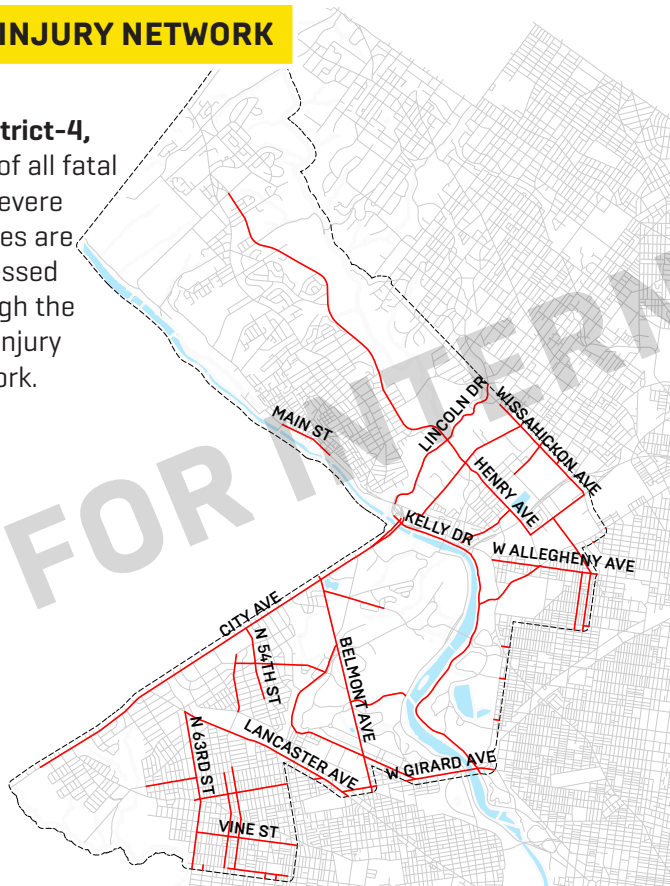 INJURY NETWORK
trict-4,
of all fatal
evere
es are
ssed
gh the
injury
ork.
FOR INTERN
MAIN ST
LINCOLN DR
WISSAHICKON AVE
HENRY AVE
KELLY DR
W ALLEGHENY AVE
CITY AVE
N 54TH ST
BELMONT AVE
N 63RD ST
LANCASTER AVE
W GIRARD AVE
VINE ST